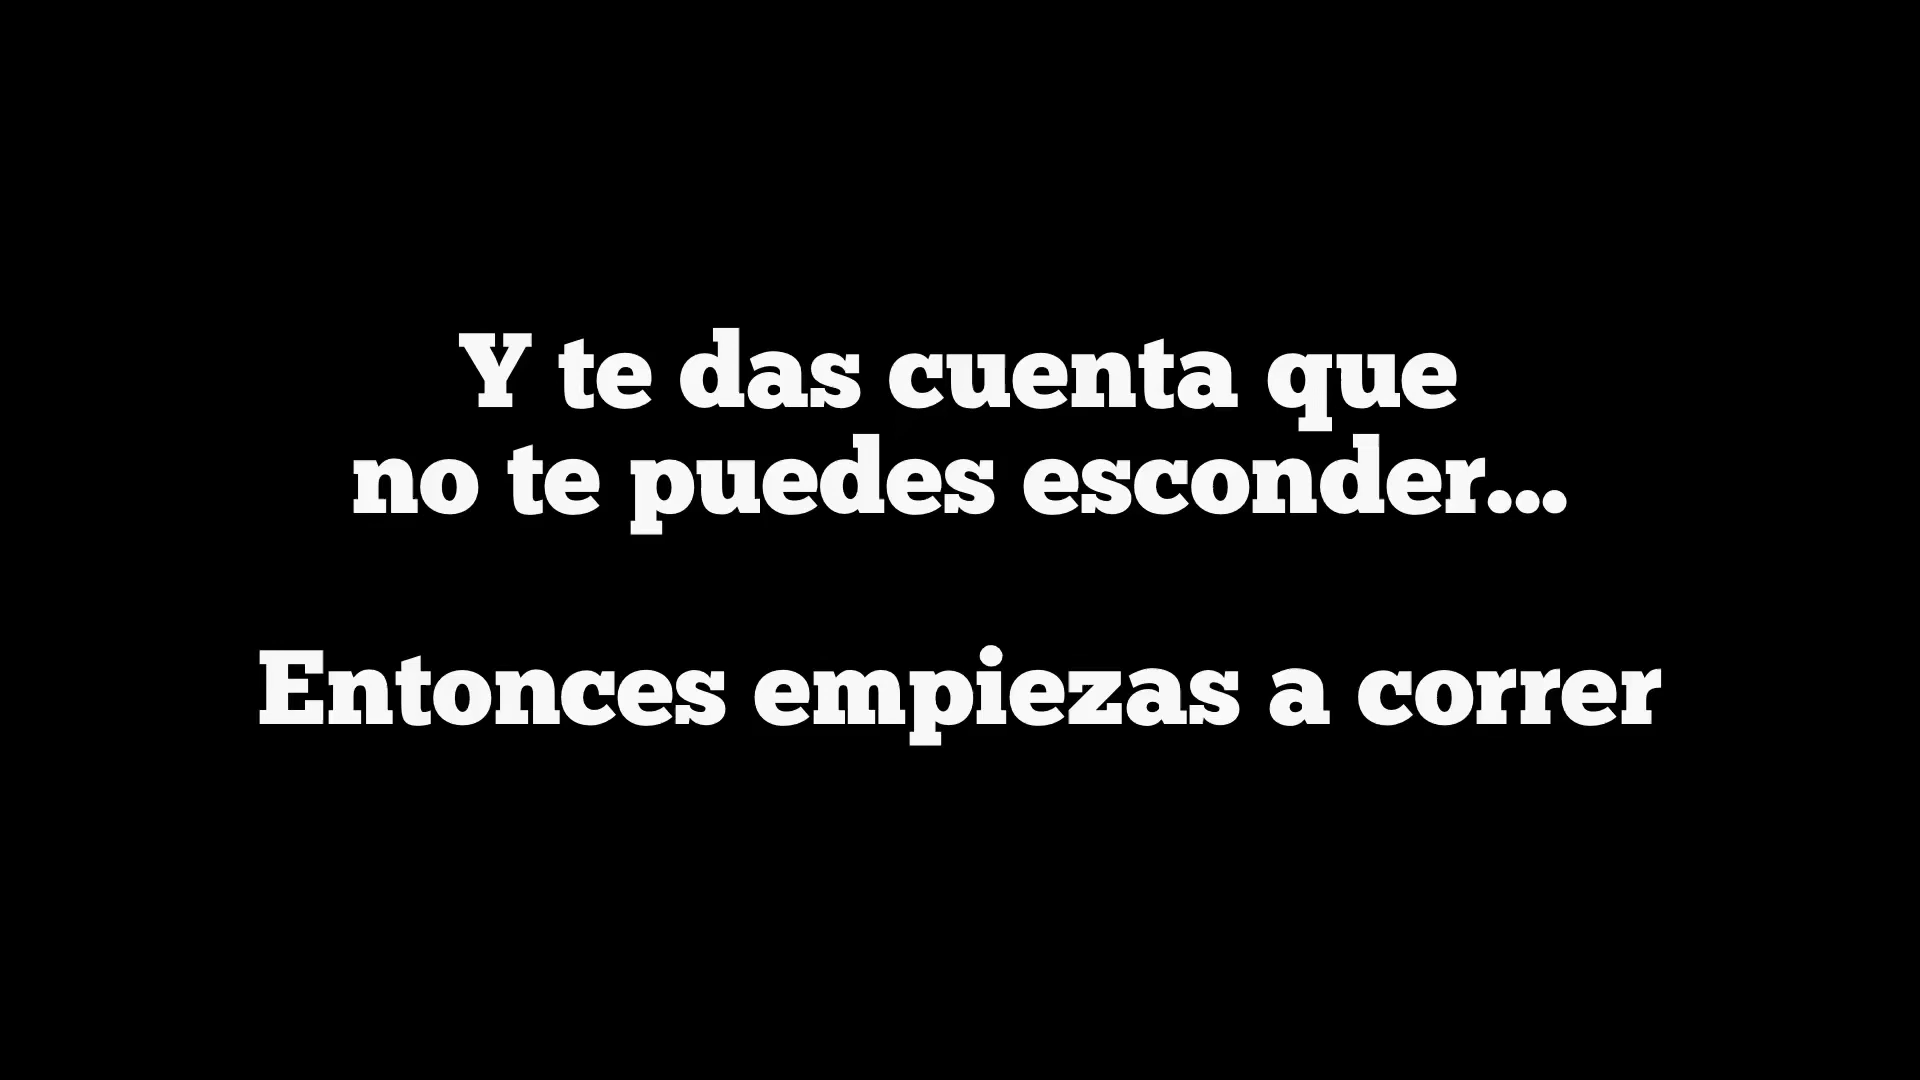 Y te das cuenta que
no te puedes esconder...
Entonces empiezas a correr